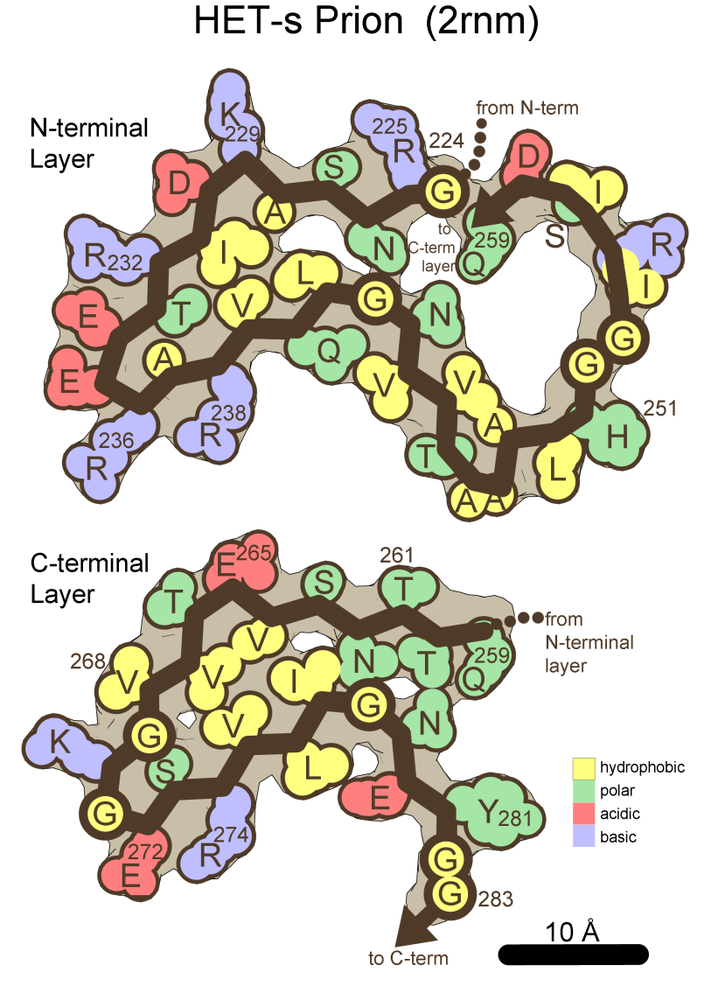 HET-s Prion (2rnm)
N-terminal
Layer
from N-term
K
229
225
R
224
S
D
D
G
I
A
S
to
C-term
layer
259
Q
R
R232
I
N
L
I
G
E
T
V
N
G
A
Q
G
E
V
V
238
R
A
H
251
236
R
T
L
A
A
C-terminal
Layer
E265
261
T
S
T
from
N-terminal
layer
V
N
T
259
Q
268
V
V
I
G
K
G
V
N
S
L
hydrophobic
polar
acidic
basic
G
E
Y281
274
R
272
E
G
G
283
10 Å
to C-term